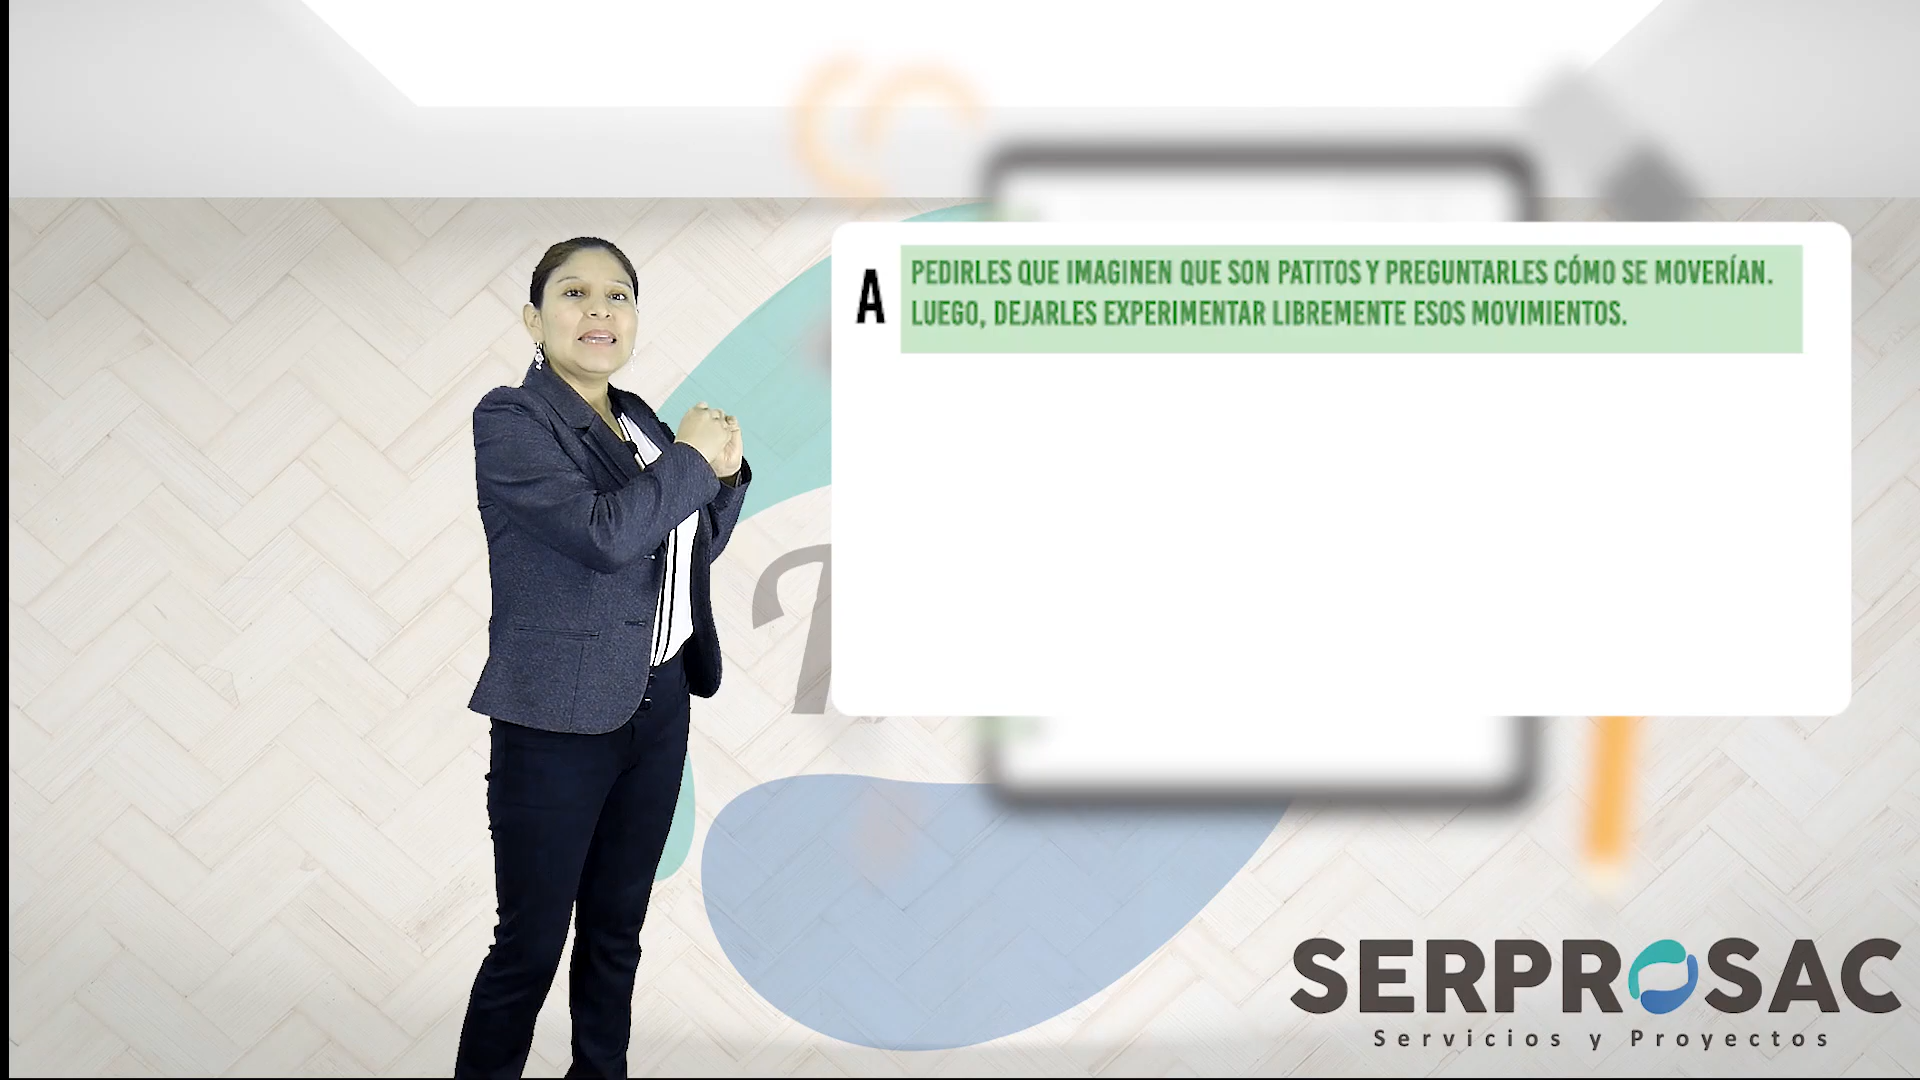 A
PEDIRLES QUE IMAGINEN QUE SON PATITOS Y PREGUNTARLES CÓMO SE MOVERÍAN.
LUEGO, DEJARLES EXPERIMENTAR LIBREMENTE ESOS MOVIMIENTOS.
SERPROSAC
Servicios y Proyectos